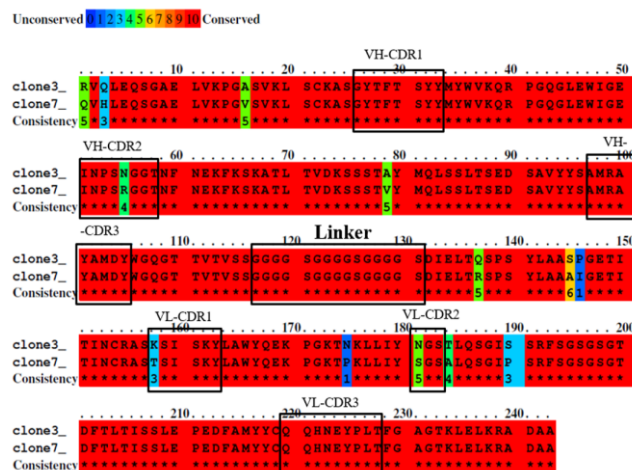 Unconserved 0 1 2 3 4 5 6 7 8 9 10 Conserved
VH-CDR1
10 20 30 40 50
clone3_ RVQLEQSGAE LVKPGASVKL SCKASGYTFT SYYMYWVKQR PGQGLEWIGE
clone7_ QVHLEQSGAE LVKPGVSVKL SCKASGYTFT SYYMYWVKQR PGQGLEWIGE
Consistency 5*3******* *****5**** ********** ********** **********
VH-CDR2 VH-
60 70 80 90 100
clone3_ INPSNGGTNF NEKFKSKATL TVDKSSSTAY MQLSSLTSED SAVYYSAMRA
clone7_ INPSRGGTNF NEKFKSKATL TVDKSSSTVY MQLSSLTSED SAVYYSAMRA
Consistency ****4***** ********** ********5* ********** **********
-CDR3 Linker
110 120 130 140 150
clone3_ YAMDYWGQGT TVTVSSGGGG SGGGGSGGGG SDIELTQSPS YLAASPGETI
clone7_ YAMDYWGQGT TVTVSSGGGG SGGGGSGGGG SDIELTRSPS YLAAAIGETI
Consistency ********** ********** ********** ******5*** ****61****
VL-CDR1 VL-CDR2
160 170 180 190 200
clone3_ TINCRASKSI SKYLAWYQEK PGKTNKLLIY NGSTLQSGIS SRFSGSGSGT
clone7_ TINCRASTSI SKYLAWYQEK PGKTPKLLIY SGSALQSGIP SRFSGSGSGT
Consistency *******3** ********** ****1***** 5**4*****3 **********
VL-CDR3
210 220 230 240
clone3_ DFTLTISSLE PEDFAMYYCQ QHNEYPLTFG AGTKLELKRA DAA
clone7_ DFTLTISSLE PEDFAMYYCQ QHNEYPLTFG AGTKLELKRA DAA
Consistency ********** ********** ********** ********** ***